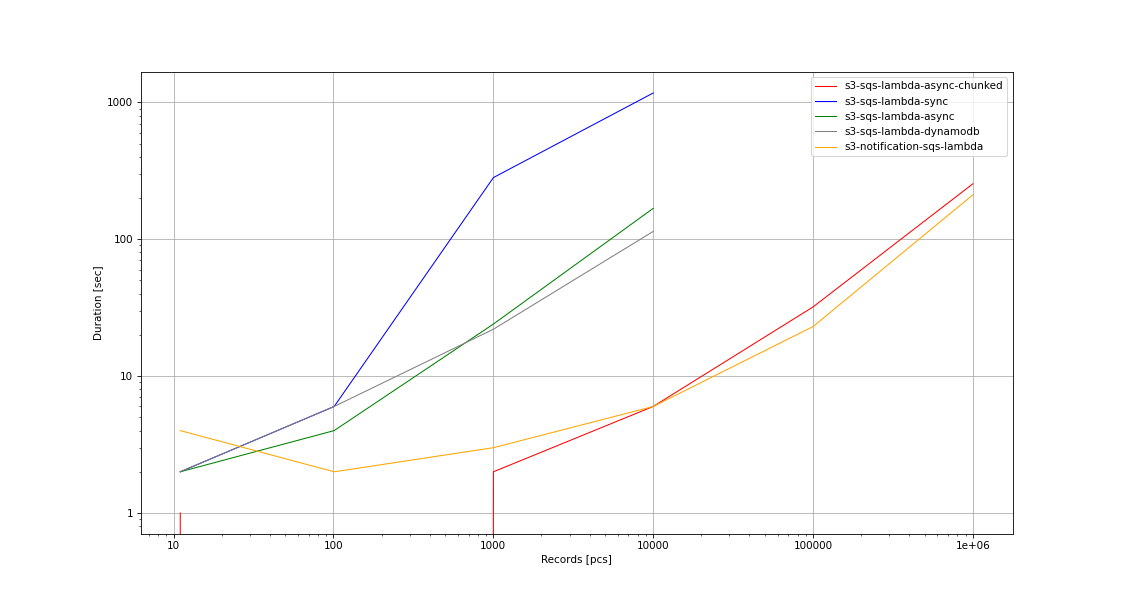 s3-sqs-lambda-async-chunked
s3-sqs-lambda-sync
s3-sqs-lambda-async
s3-sqs-lambda-dynamodb
s3-notification-sqs-lambda
1000
100
10
1
Duration [sec]
10 100 1000 10000 100000 1e+06
Records [pcs]